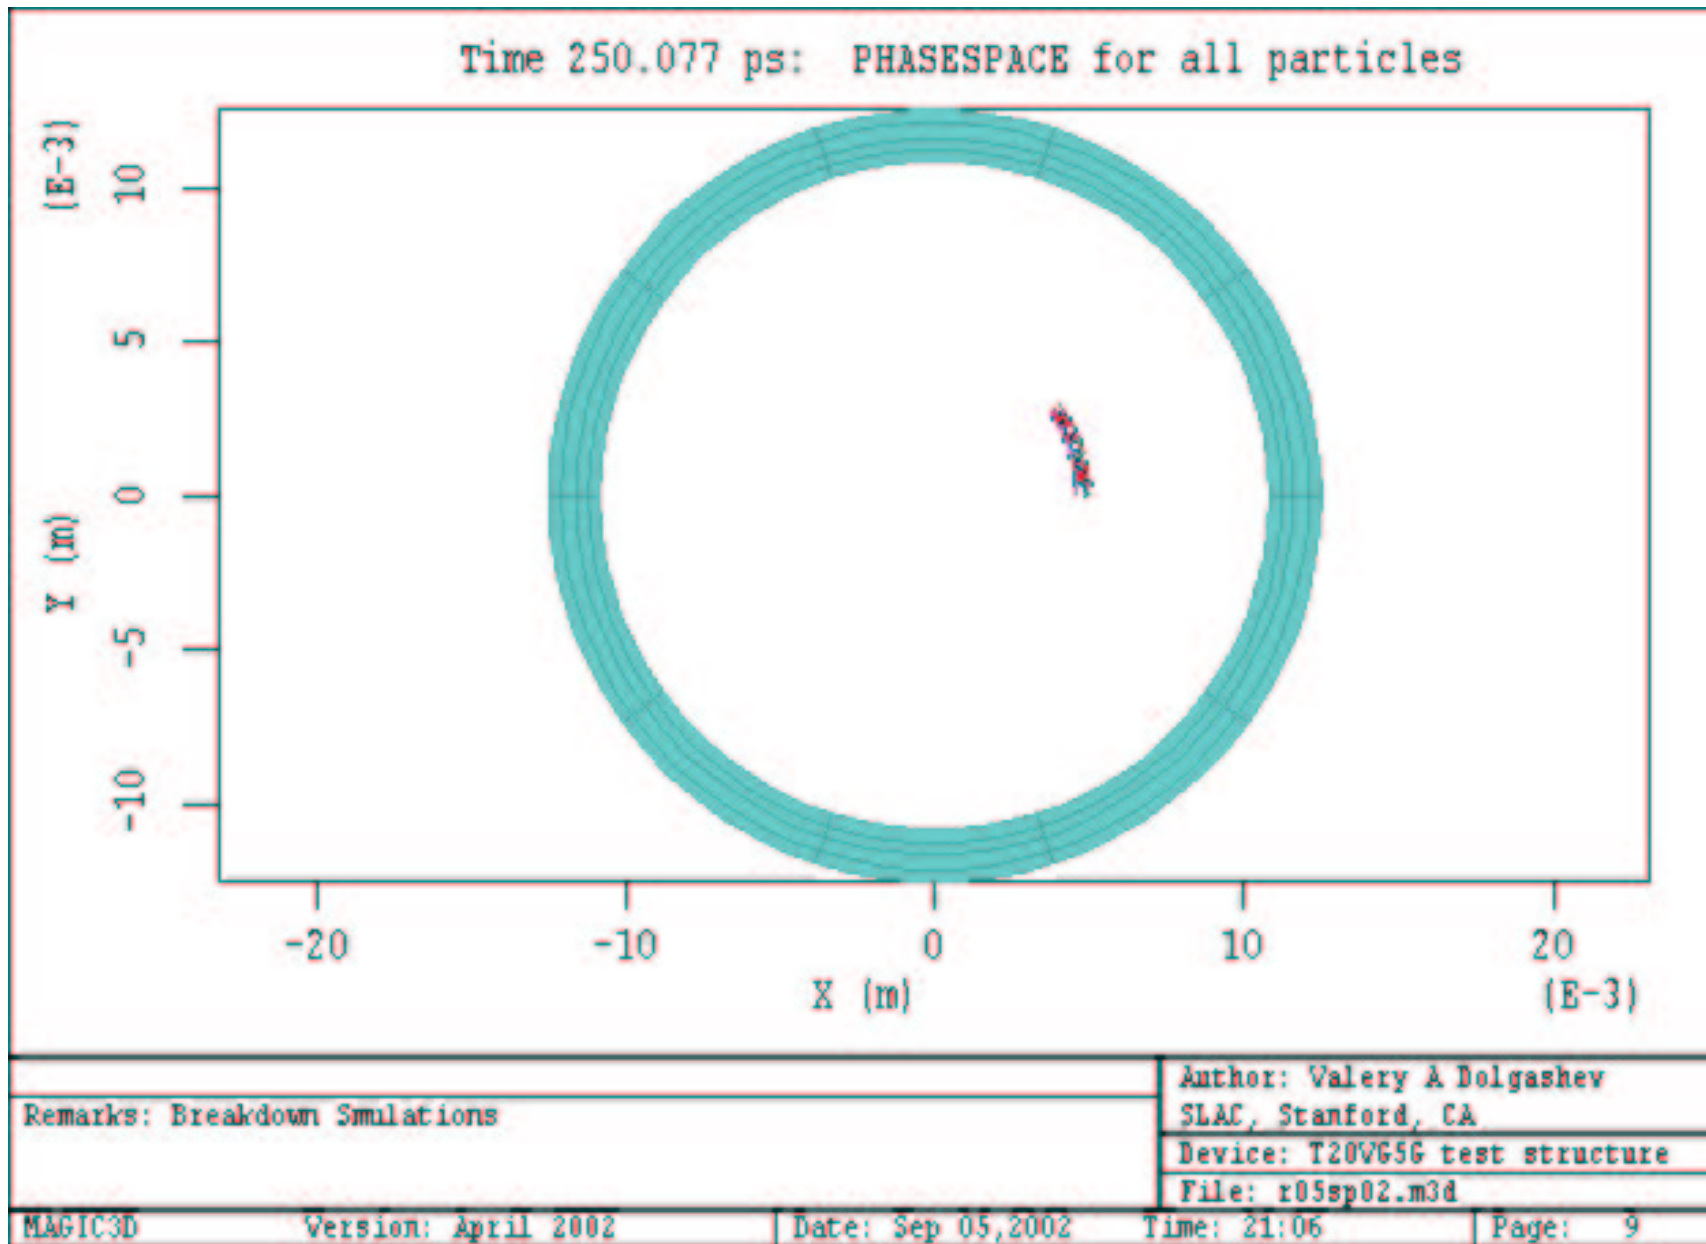 Time 250.077 ps: PHASESPACE for all particles
(E-3)
10
5
0
-5
-10
Y (m)
-20 -10 0 10 20
X (m) (E-3)
Author: Valery A Dolgashev
Remarks: Breakdown Smulations
SLAC, Stanford, CA
Device: T20VG5G test structure
File: r05sp02.m3d
MAGIC3D Version: April 2002 Date: Sep 05,2002 Time: 21:06 Page: 9